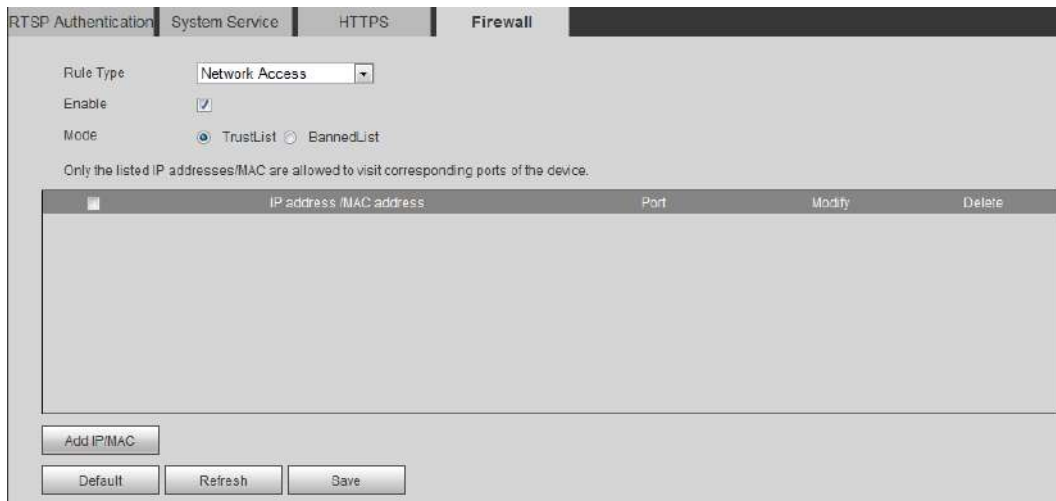 RTSP Authentication System Service HTTPS Firewall
Rule Type Network Access
Enable
Mode TrustList BannedList
Only the listed IP addresses/MAC are allowed to visit corresponding ports of the device.
IP address /MAC address Port Modify Delete
Add IP/MAC
Default Refresh Save